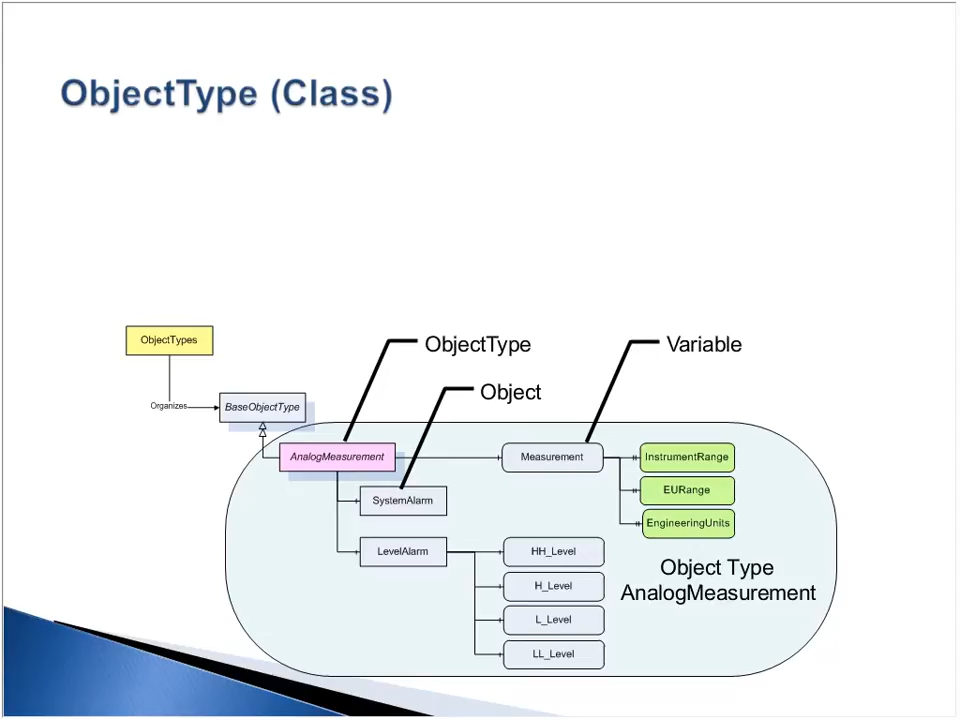 ObjectType (Class)
ObjectTypes
ObjectType
Variable
Object
Organizes
BaseObjectType
AnalogMeasurement
Measurement
InstrumentRange
SystemAlarm
EURange
EngineeringUnits
LevelAlarm
HH_Level
Object Type
AnalogMeasurement
H_Level
L_Level
LL_Level